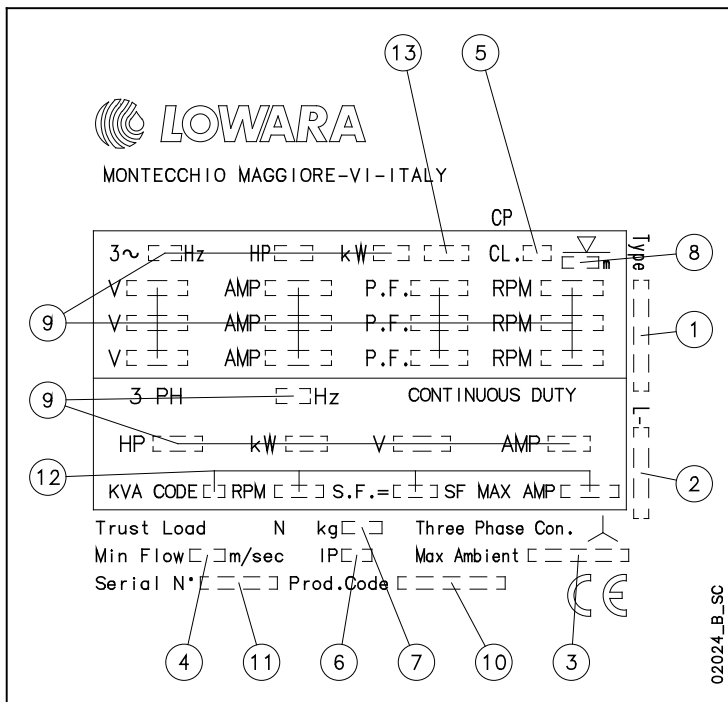 13 5
LOWARA
MONTECCHIO MAGGIORE-VI-ITALY
CP
3~ Hz HP kW CL. m Type 8
V AMP P.F. RPM
9 V AMP P.F. RPM 1
V AMP P.F. RPM
9 3 PH Hz CONTINUOUS DUTY L-
HP kW V AMP
12 2
KVA CODE RPM S.F.= SF MAX AMP
Trust Load N kg Three Phase Con.
Min Flow m/sec IP Max Ambient
Serial N° Prod.Code CE
4 11 6 7 10 3
02024_B_SC